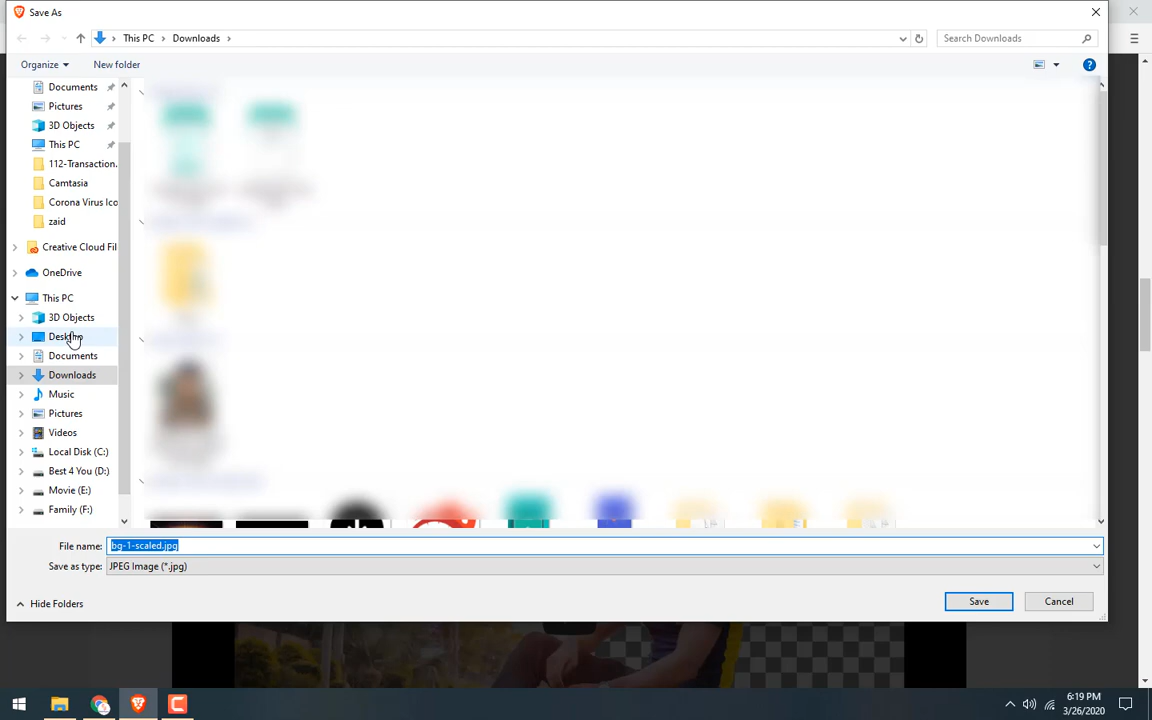 Save As
This PC
Downloads
Search Downloads
Organize
New folder
Documents
Pictures
3D Objects
This PC
112-Transaction.
Camtasia
Corona Virus Ico
zaid
Creative Cloud Fil
OneDrive
This PC
3D Objects
Desktop
Documents
Downloads
Music
Pictures
Videos
Local Disk (C:)
Best 4 You (D:)
Movie (E:)
Family (F:)
File name: bg-1-scaled.jpg
Save as type: JPEG Image (*.jpg)
Hide Folders
Save
Cancel
6:19 PM
3/26/2020